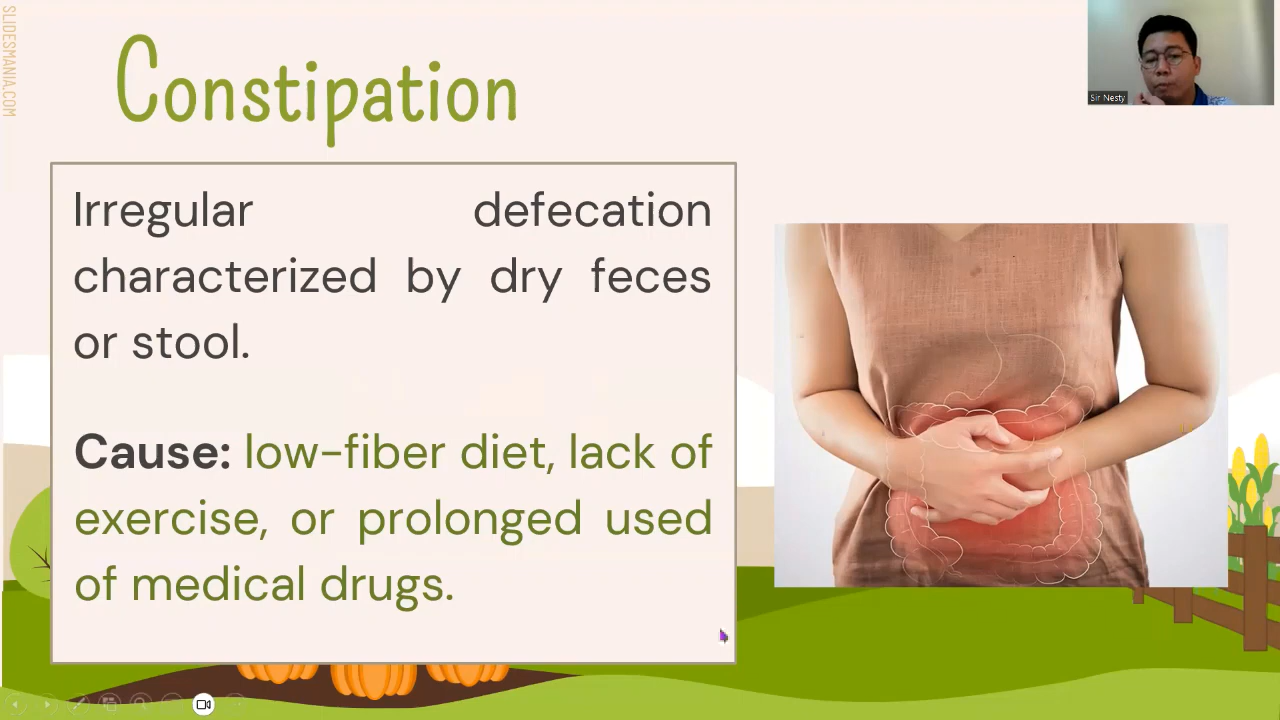 SLIDESMANIA.COM
Constipation
Sir Nesty
Irregular defecation
characterized by dry feces
or stool.
Cause: low-fiber diet, lack of
exercise, or prolonged used
of medical drugs.